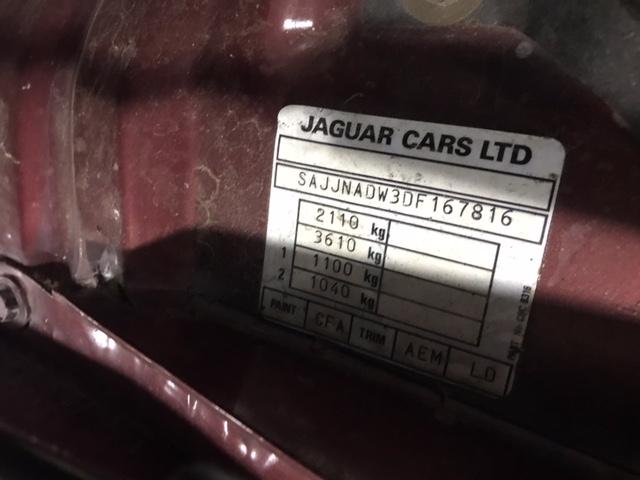 JAGUAR CARS LTD
SAJJNADW3DF167816
2110 kg
3610 kg
1 1100 kg
2 1040 kg
PAINT CFA TRIM AEM LD